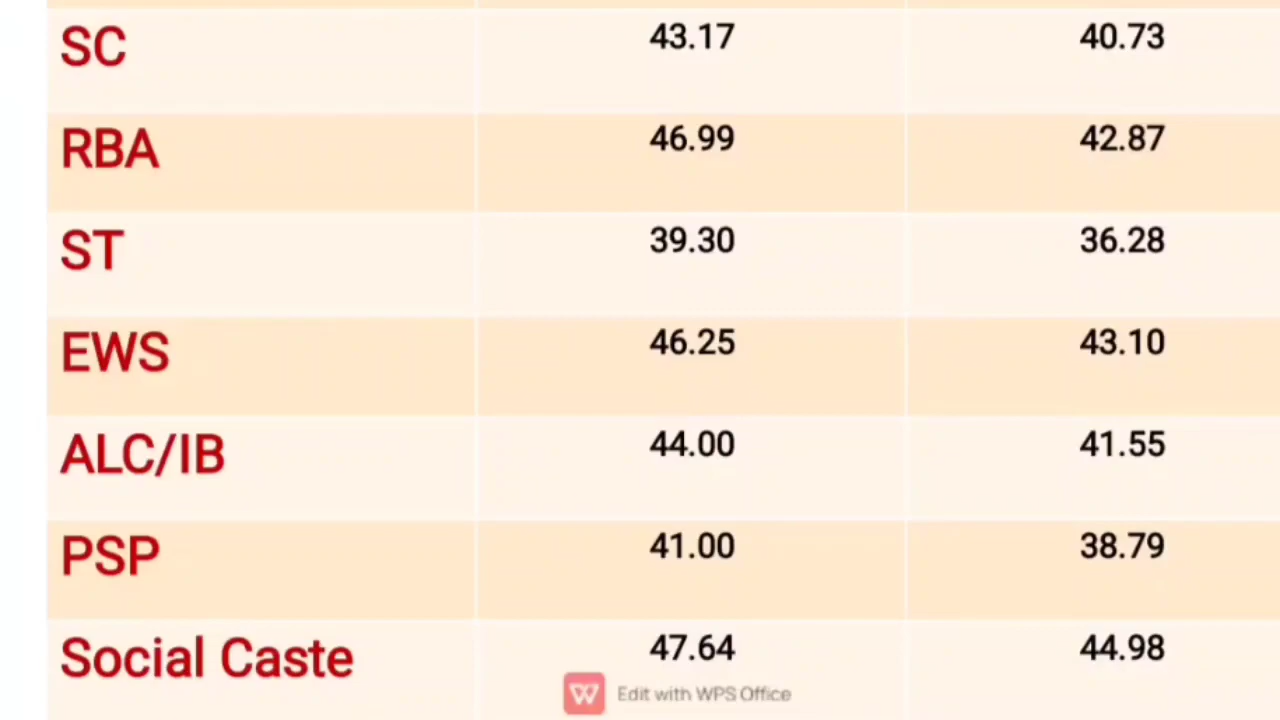 SC 43.17 40.73
RBA 46.99 42.87
ST 39.30 36.28
EWS 46.25 43.10
ALC/IB 44.00 41.55
PSP 41.00 38.79
Social Caste 47.64 44.98
Edit with WPS Office